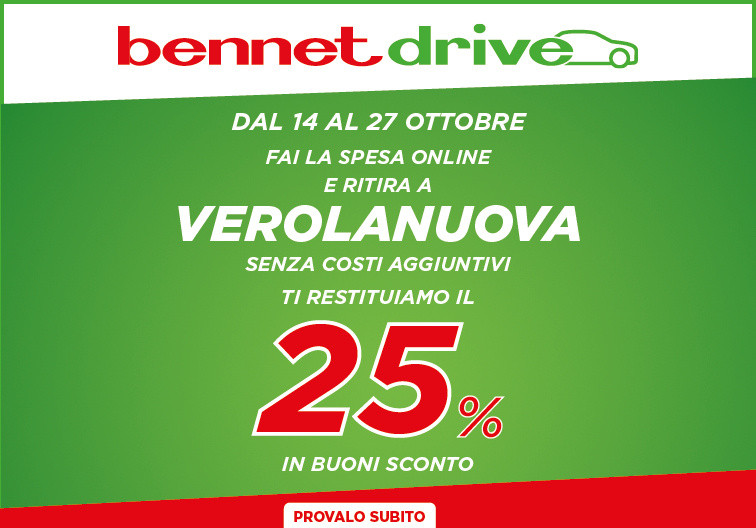 bennet drive
DAL 14 AL 27 OTTOBRE
FAI LA SPESA ONLINE
E RITIRA A
VEROLANUOVA
SENZA COSTI AGGIUNTIVI
TI RESTITUIAMO IL
25%
IN BUONI SCONTO
PROVALO SUBITO